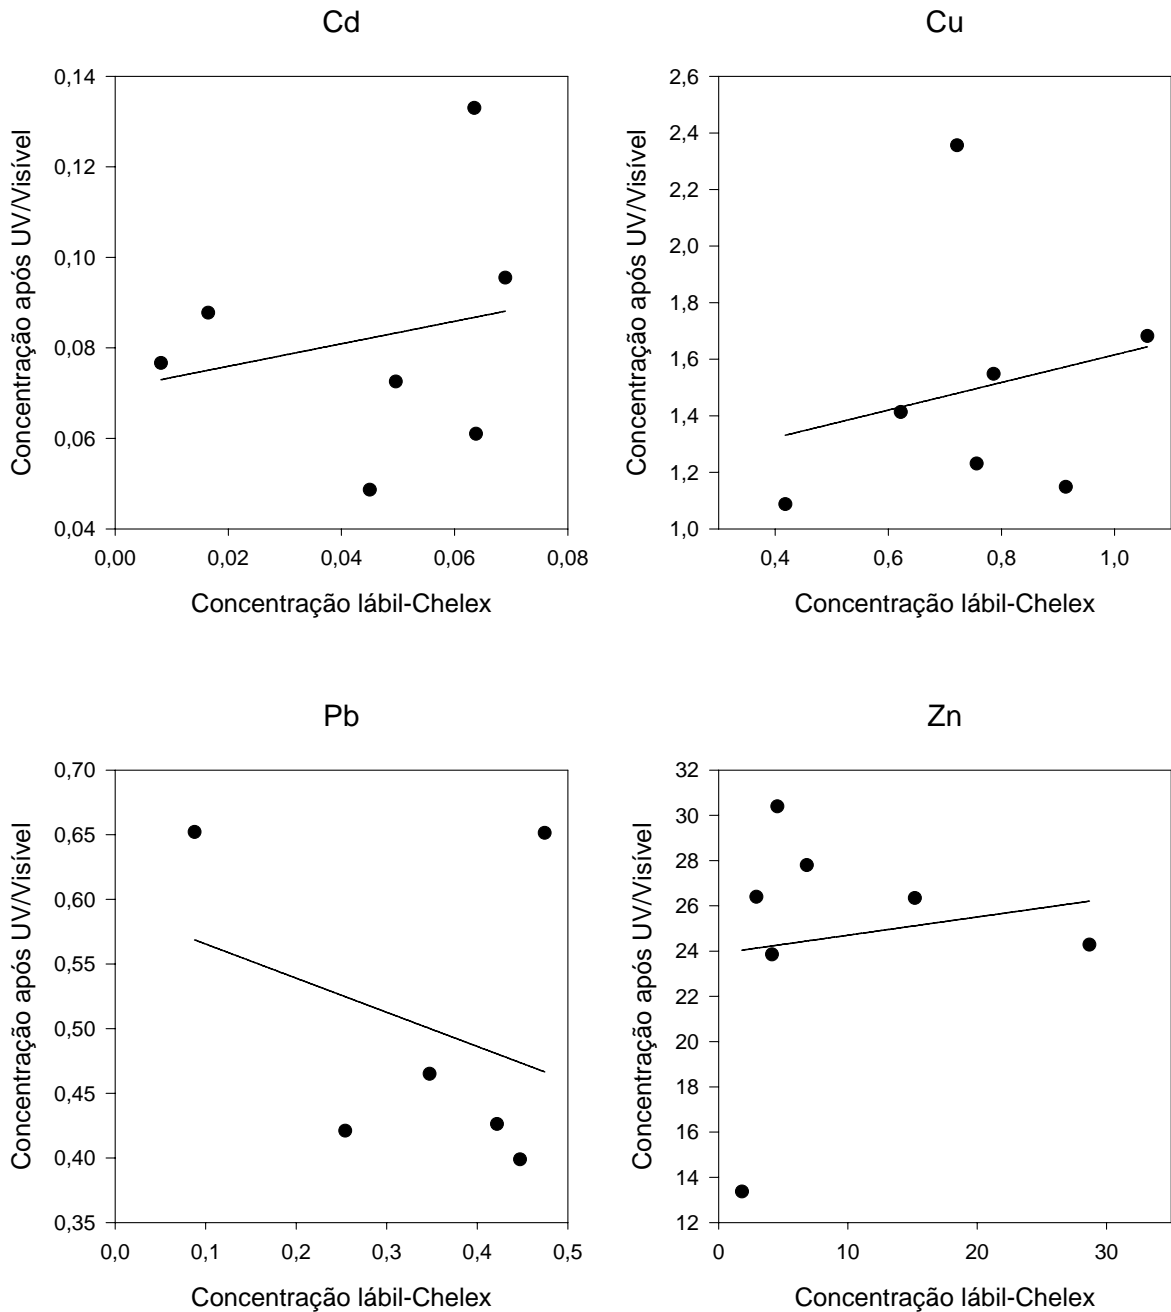 Cd
0,14
0,12
0,10
0,08
0,06
0,04
0,00 0,02 0,04 0,06 0,08
Concentração após UV/Visível
Concentração lábil-Chelex
Cu
2,6
2,4
2,2
2,0
1,8
1,6
1,4
1,2
1,0
0,4 0,6 0,8 1,0
Concentração após UV/Visível
Concentração lábil-Chelex
Pb
0,70
0,65
0,60
0,55
0,50
0,45
0,40
0,35
0,0 0,1 0,2 0,3 0,4 0,5
Concentração após UV/Visível
Concentração lábil-Chelex
Zn
32
30
28
26
24
22
20
18
16
14
12
0 10 20 30
Concentração após UV/Visível
Concentração lábil-Chelex